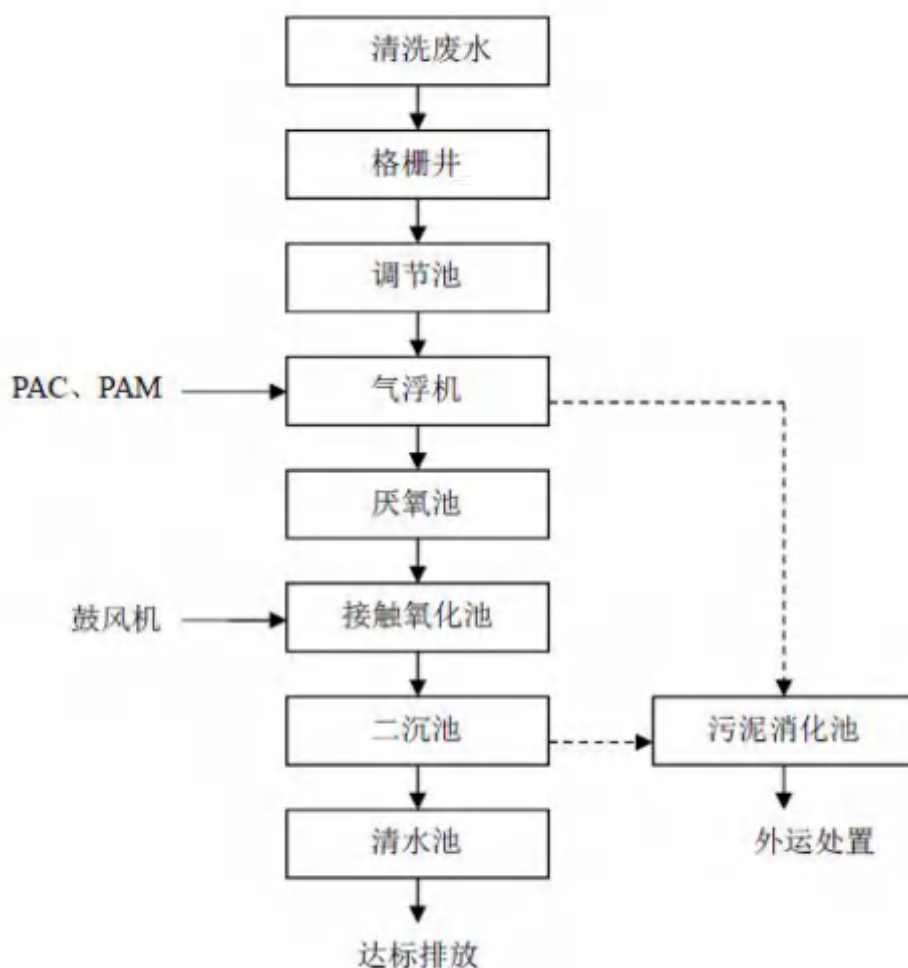 清洗废水
格栅井
调节池
PAC、PAM
气浮机
厌氧池
鼓风机
接触氧化池
二沉池
污泥消化池
清水池
外运处置
达标排放